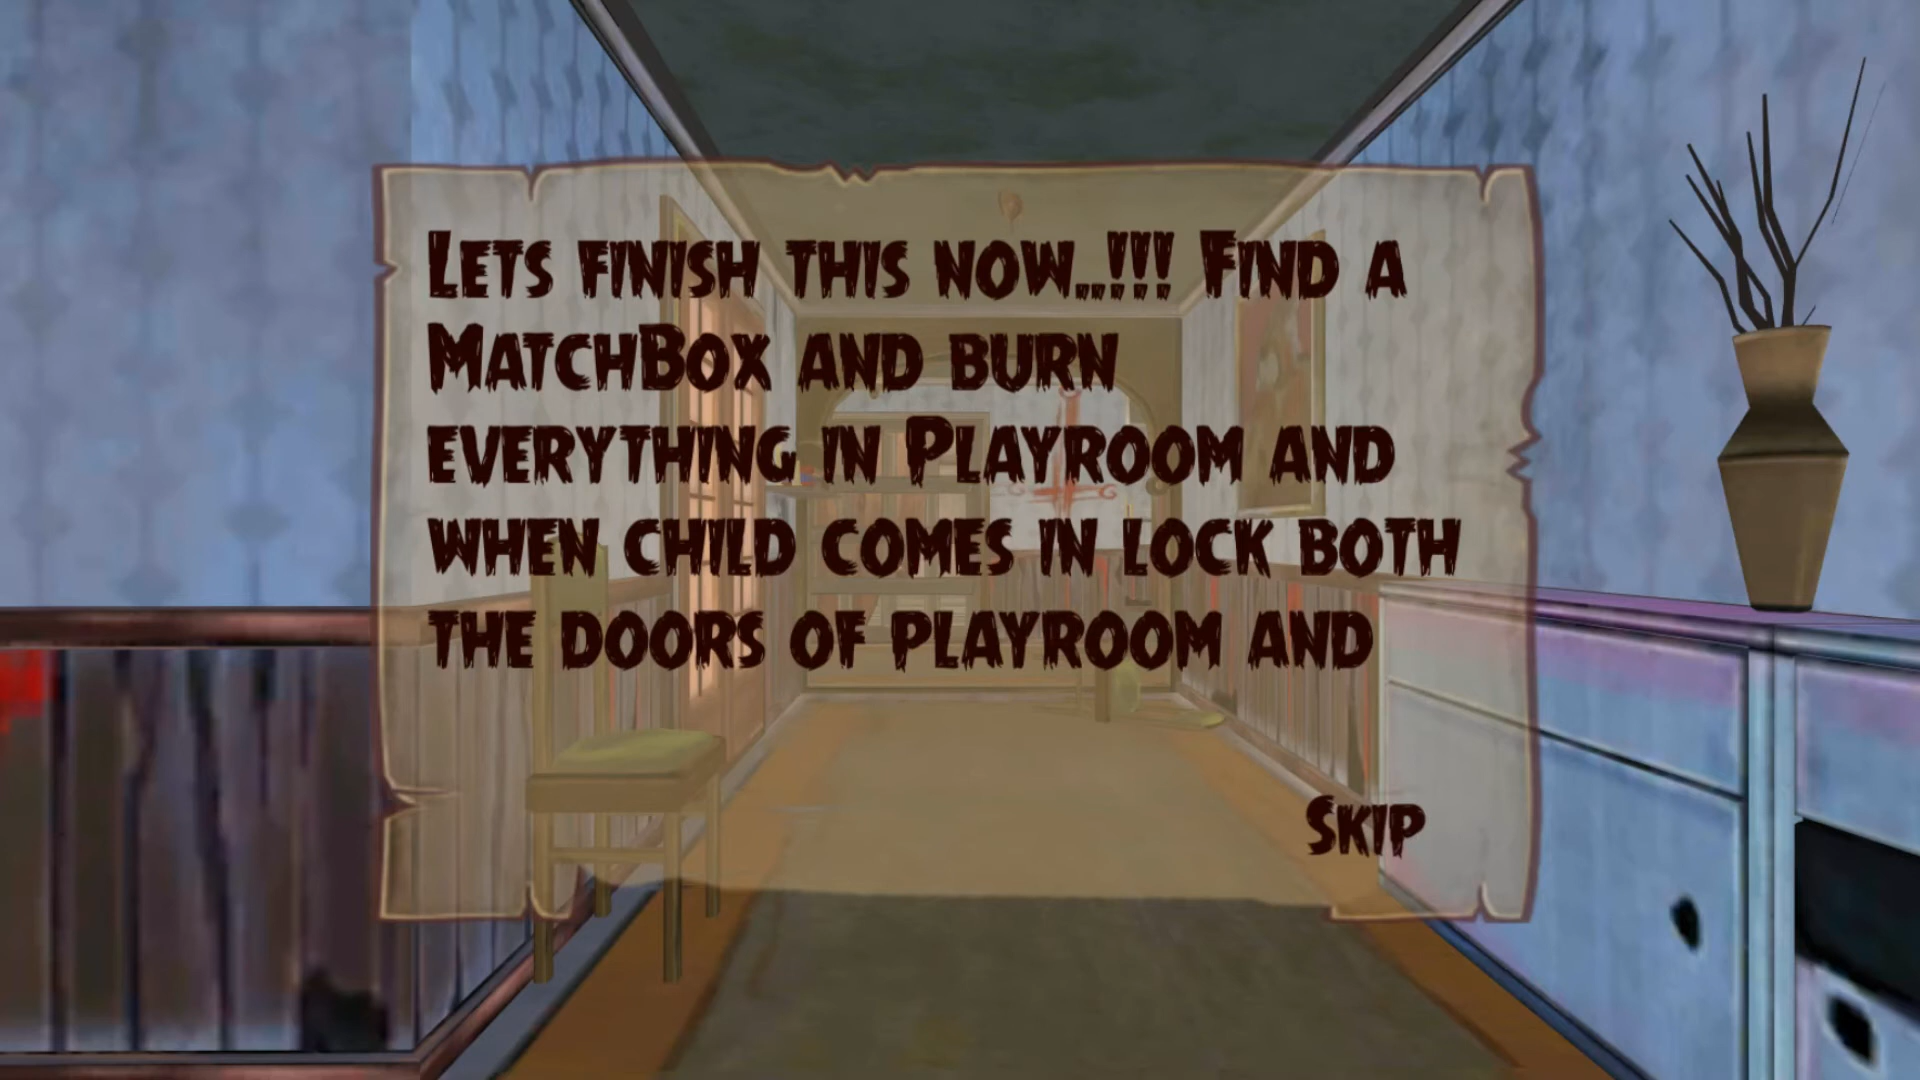 Lets finish this now..!!! Find a
MatchBox and burn
everything in Playroom and
when child comes in lock both
the doors of playroom and
Skip